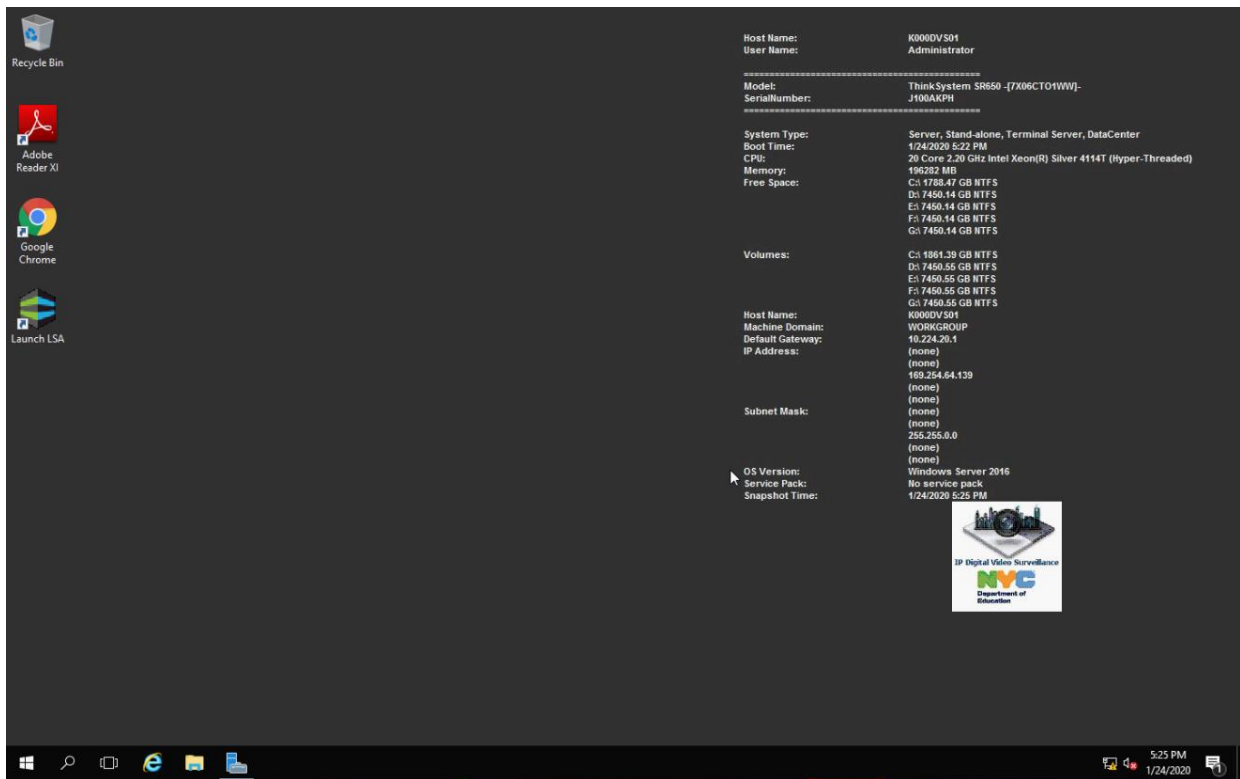 Recycle Bin
Adobe
Reader XI
Google
Chrome
Launch LSA
Host Name: K000DVS01
User Name: Administrator
==============================================
Model: ThinkSystem SR650 -[7X06CTO1WW]-
SerialNumber: J100AKPH
==============================================
System Type: Server, Stand-alone, Terminal Server, DataCenter
Boot Time: 1/24/2020 5:22 PM
CPU: 20 Core 2.20 GHz Intel Xeon(R) Silver 4114T (Hyper-Threaded)
Memory: 196282 MB
Free Space: C:\ 1788.47 GB NTFS
D:\ 7450.14 GB NTFS
E:\ 7450.14 GB NTFS
F:\ 7450.14 GB NTFS
G:\ 7450.14 GB NTFS
Volumes: C:\ 1861.39 GB NTFS
D:\ 7450.55 GB NTFS
E:\ 7450.55 GB NTFS
F:\ 7450.55 GB NTFS
G:\ 7450.55 GB NTFS
Host Name: K000DVS01
Machine Domain: WORKGROUP
Default Gateway: 10.224.20.1
IP Address: (none)
(none)
169.254.64.139
(none)
(none)
Subnet Mask: (none)
(none)
255.255.0.0
(none)
(none)
OS Version: Windows Server 2016
Service Pack: No service pack
Snapshot Time: 1/24/2020 5:25 PM
IP Digital Video Surveillance
NYC
Department of
Education
5:25 PM
1/24/2020
1